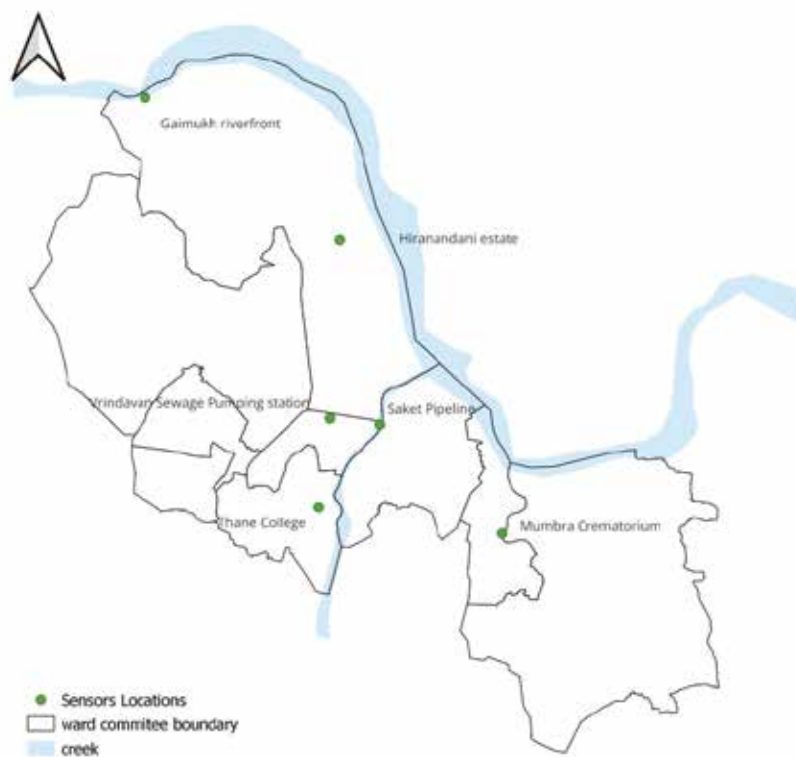 Gaimukh riverfront
Hiranandani estate
Vrindavan Sewage Pumping station
Saket Pipeline
Thane College
Mumbra Crematorium
Sensors Locations
ward commitee boundary
creek